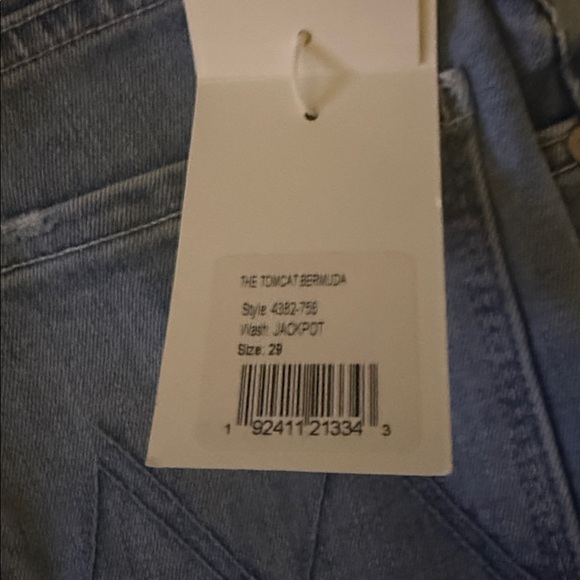 THE TOMCAT BERMUDA
Style: 4382-756
Wash: JACKPOT
Size: 29
1 92411 21334 3